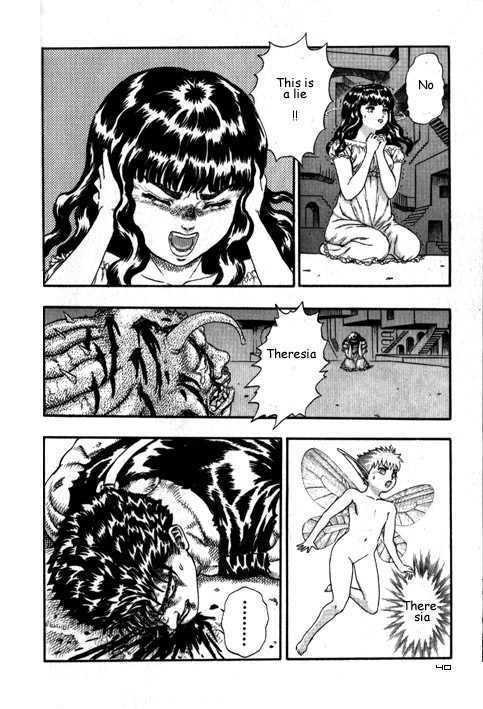 No
This is
a lie
!!
Theresia
There
sia
......
40